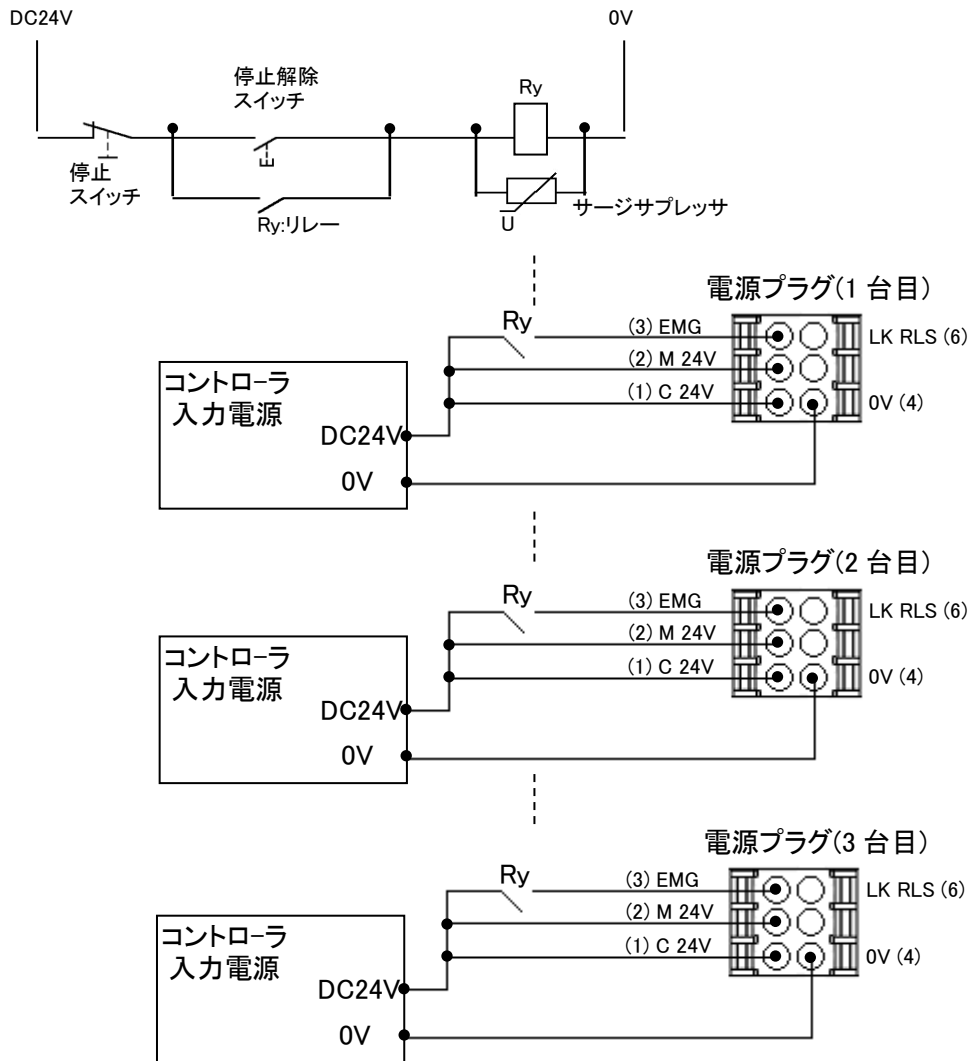 DC24V
0V
停止解除
スイッチ
Ry
停止
スイッチ
サージサプレッサ
U
Ry:リレー
電源プラグ(1 台目)
Ry
(3) EMG
LK RLS (6)
(2) M 24V
コントローラ
入力電源
(1) C 24V
0V (4)
DC24V
0V
電源プラグ(2 台目)
Ry
(3) EMG
LK RLS (6)
(2) M 24V
コントローラ
入力電源
(1) C 24V
0V (4)
DC24V
0V
電源プラグ(3 台目)
Ry
(3) EMG
LK RLS (6)
(2) M 24V
コントローラ
入力電源
(1) C 24V
0V (4)
DC24V
0V